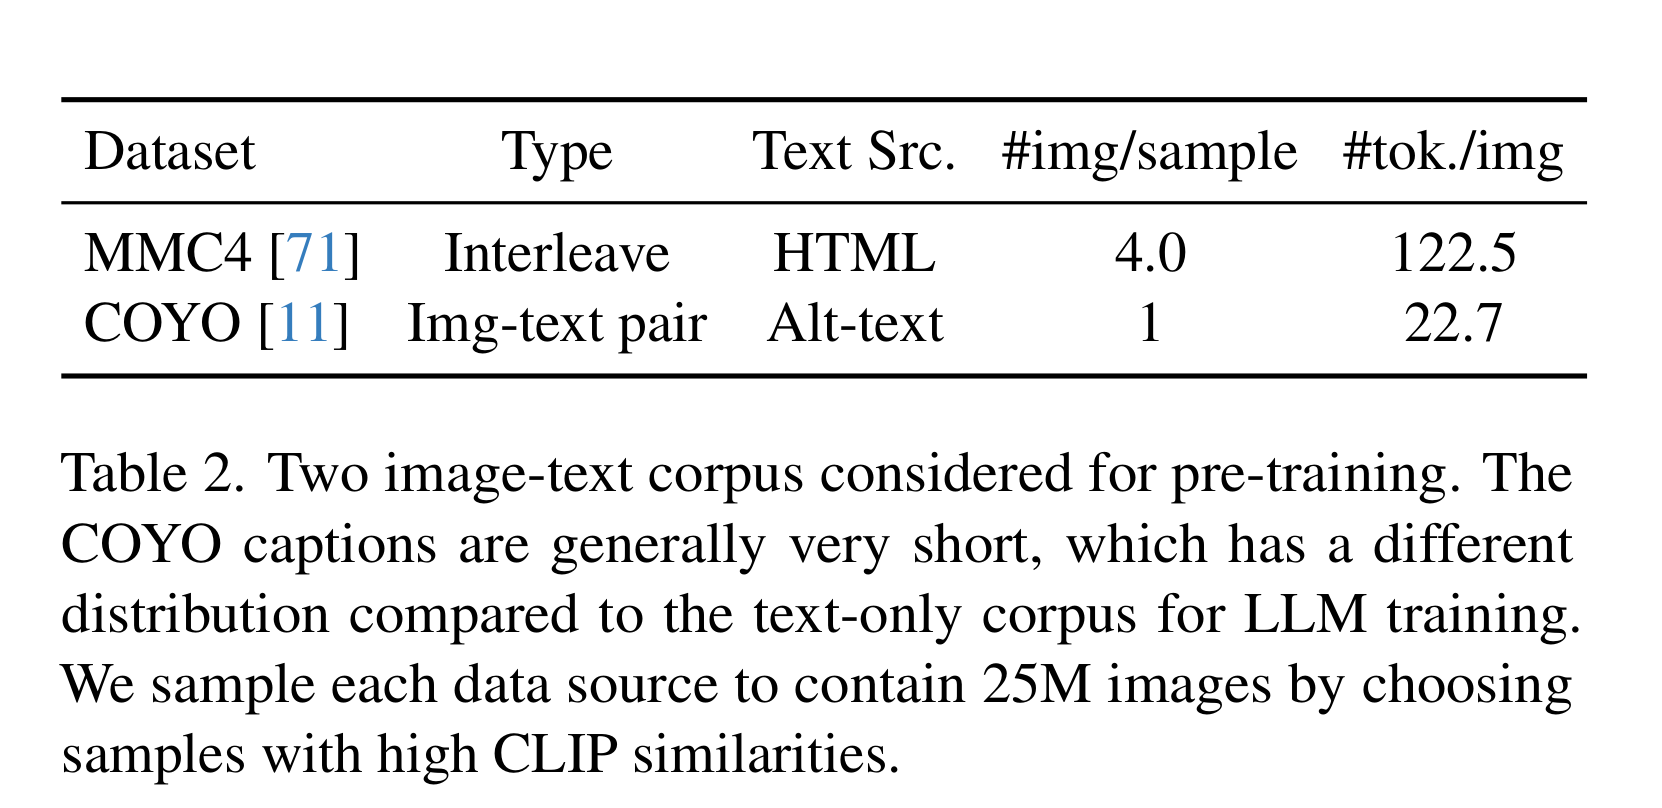 Dataset Type Text Src. #img/sample #tok./img
MMC4 [71] Interleave HTML 4.0 122.5
COYO [11] Img-text pair Alt-text 1 22.7
Table 2. Two image-text corpus considered for pre-training. The
COYO captions are generally very short, which has a different
distribution compared to the text-only corpus for LLM training.
We sample each data source to contain 25M images by choosing
samples with high CLIP similarities.